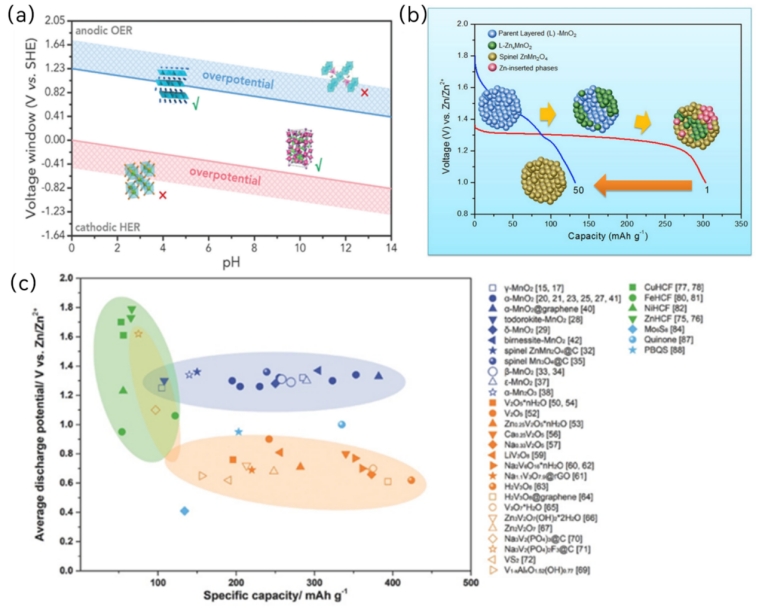 (a)
2.05
1.64
1.23
0.82
0.41
0.00
-0.41
-0.82
-1.23
-1.64
Voltage window (V vs. SHE)
anodic OER
overpotential
overpotential
cathodic HER
0
2
4
6
8
10
12
14
pH
(b)
2.0
1.8
1.6
1.4
1.2
1.0
0.8
Voltage (V) vs. Zn/Zn²⁺
Parent Layered (L) -MnO₂
L-ZnₓMnO₂
Spinel ZnMn₂O₄
Zn-inserted phases
50
1
0
50
100
150
200
250
300
350
Capacity (mAh g⁻¹)
(c)
2.0
1.8
1.6
1.4
1.2
1.0
0.8
0.6
0.4
0.2
0.0
Average discharge potential/ V vs. Zn/Zn²⁺
0
100
200
300
400
500
Specific capacity/ mAh g⁻¹
γ-MnO₂ [15, 17]
α-MnO₂ [20, 21, 23, 25, 27, 41]
α-MnO₂@graphene [40]
todorokite-MnO₂ [28]
δ-MnO₂ [29]
birnessite-MnO₂ [42]
spinel ZnMn₂O₄@C [32]
spinel Mn₃O₄@C [35]
β-MnO₂ [33, 34]
ε-MnO₂ [37]
α-Mn₂O₃ [38]
V₂O₅*nH₂O [50, 54]
V₂O₅ [52]
Zn₀.₂₅V₂O₅*nH₂O [53]
Ca₀.₂₅V₂O₅ [56]
Na₀.₃₃V₂O₅ [57]
LiV₃O₈ [59]
Na₂V₆O₁₆*nH₂O [60, 62]
Na₁.₁V₃O₇.₉@rGO [61]
H₂V₃O₈ [63]
H₂V₃O₈@graphene [64]
V₃O₇*H₂O [65]
Zn₃V₂O₇(OH)₂*2H₂O [66]
Zn₂V₂O₇ [67]
Na₃V₂(PO₄)₃@C [70]
Na₃V₂(PO₄)₂F₃@C [71]
VS₂ [72]
[69]
CuHCF [77, 78]
FeHCF [80, 81]
NiHCF [82]
ZnHCF [75, 76]
Mo₆S₈ [84]
Quinone [87]
PBQS [88]